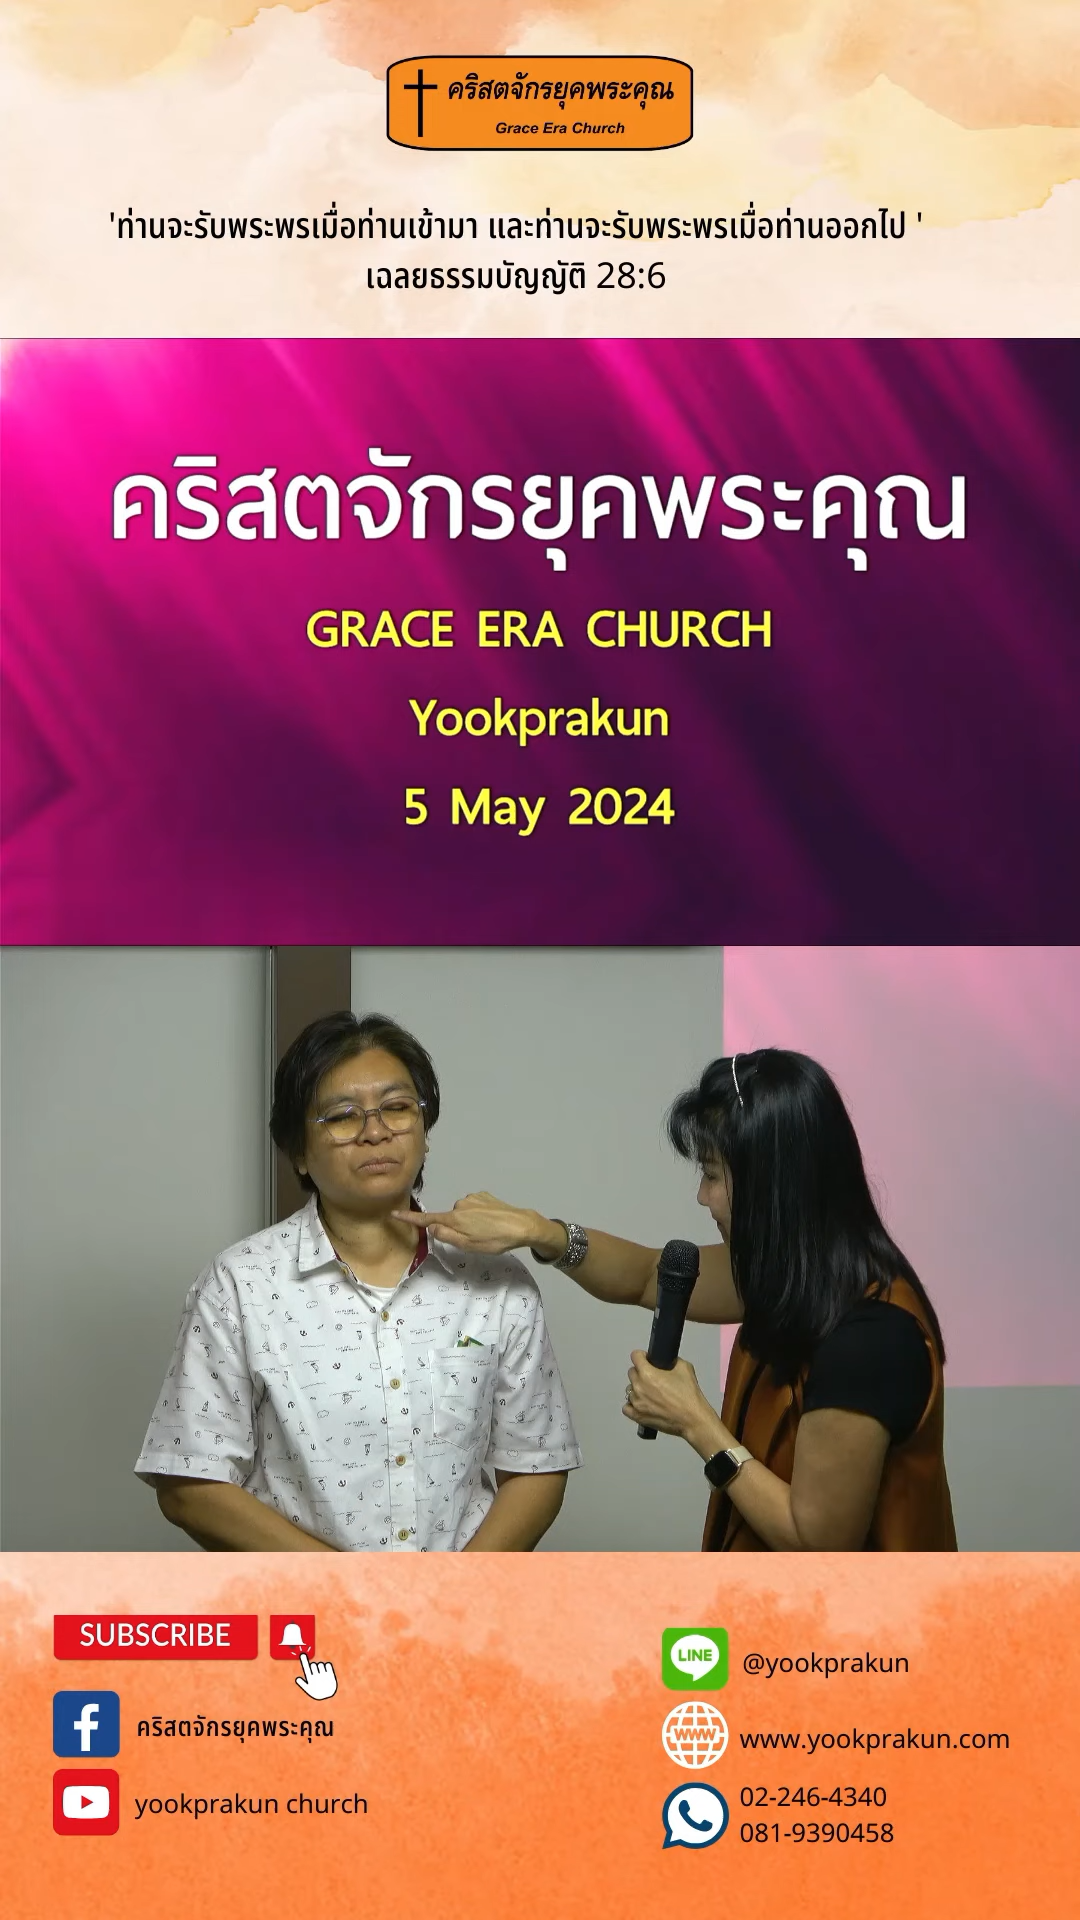 คริสตจักรยุคพระคุณ
Grace Era Church
'ท่านจะรับพระพรเมื่อท่านเข้ามา และท่านจะรับพระพรเมื่อท่านออกไป '
เฉลยธรรมบัญญัติ 28:6
คริสตจักรยุคพระคุณ
GRACE ERA CHURCH
Yookprakun
5 May 2024
SUBSCRIBE
คริสตจักรยุคพระคุณ
yookprakun church
LINE
@yookprakun
WWW
www.yookprakun.com
02-246-4340
081-9390458